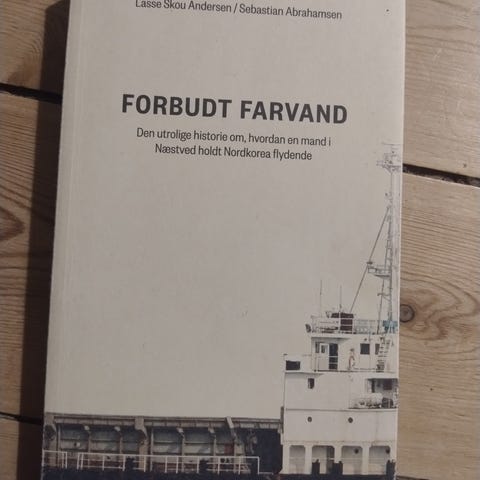 Lasse Skou Andersen / Sebastian Abrahamsen
FORBUDT FARVAND
Den utrolige historie om, hvordan en mand i
Næstved holdt Nordkorea flydende